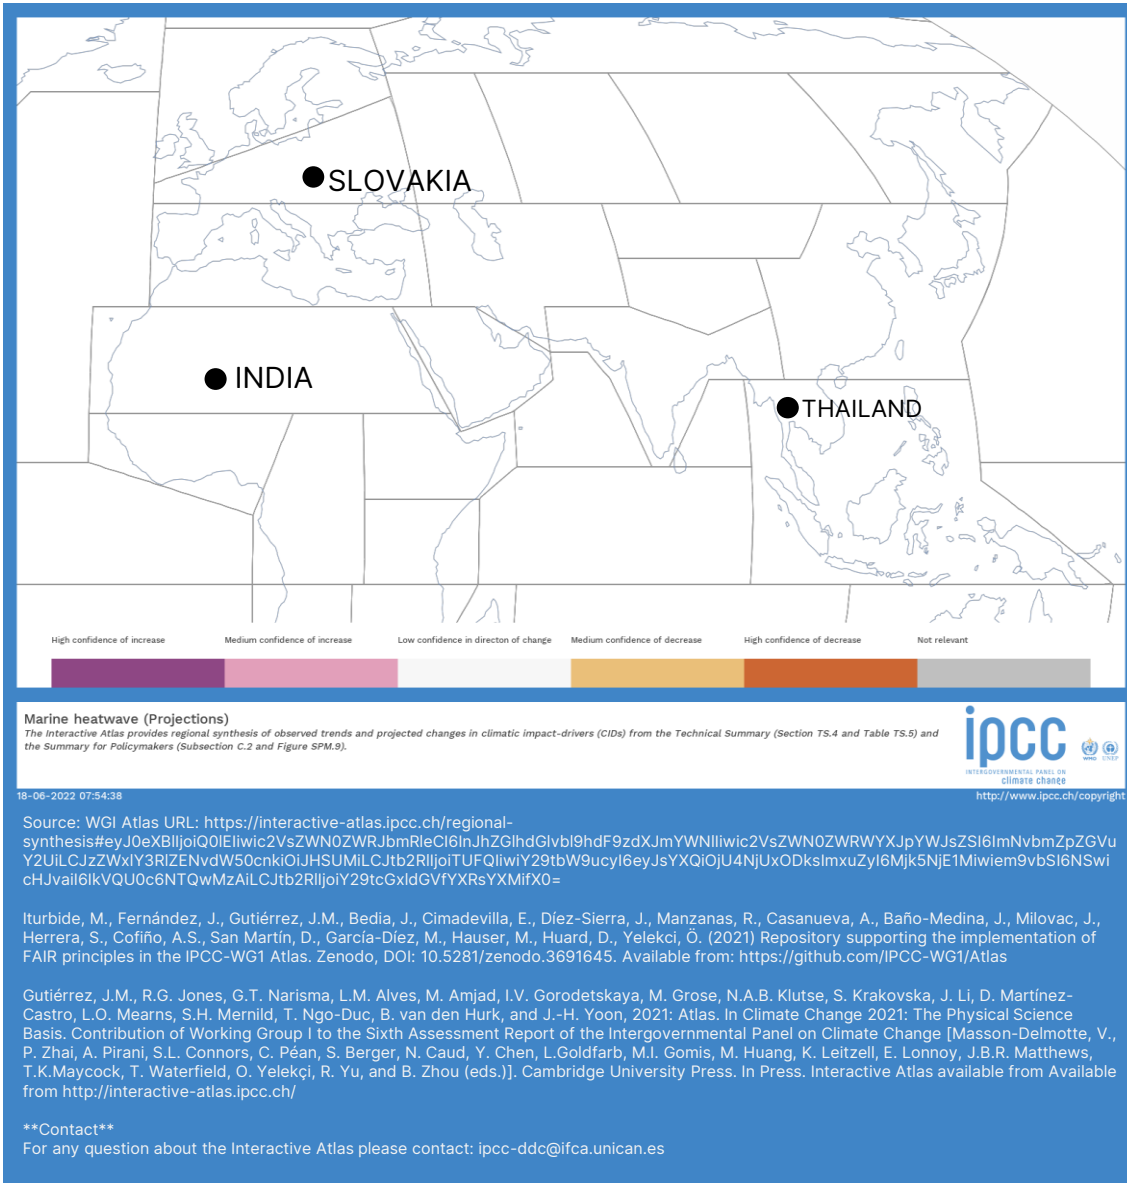 SLOVAKIA
INDIA
THAILAND
High confidence of increase
Medium confidence of increase
Low confidence in directon of change
Medium confidence of decrease
High confidence of decrease
Not relevant
Marine heatwave (Projections)
The Interactive Atlas provides regional synthesis of observed trends and projected changes in climatic impact-drivers (CIDs) from the Technical Summary (Section TS.4 and Table TS.5) and
the Summary for Policymakers (Subsection C.2 and Figure SPM.9).
ipcc
INTERGOVERNMENTAL PANEL ON
climate change
WMO
UNEP
18-06-2022 07:54:38
http://www.ipcc.ch/copyright
Source: WGI Atlas URL: https://interactive-atlas.ipcc.ch/regional-
Iturbide, M., Fernández, J., Gutiérrez, J.M., Bedia, J., Cimadevilla, E., Díez-Sierra, J., Manzanas, R., Casanueva, A., Baño-Medina, J., Milovac, J.,
Herrera, S., Cofiño, A.S., San Martín, D., García-Díez, M., Hauser, M., Huard, D., Yelekci, Ö. (2021) Repository supporting the implementation of
FAIR principles in the IPCC-WG1 Atlas. Zenodo, DOI: 10.5281/zenodo.3691645. Available from: https://github.com/IPCC-WG1/Atlas
Gutiérrez, J.M., R.G. Jones, G.T. Narisma, L.M. Alves, M. Amjad, I.V. Gorodetskaya, M. Grose, N.A.B. Klutse, S. Krakovska, J. Li, D. Martínez-
Castro, L.O. Mearns, S.H. Mernild, T. Ngo-Duc, B. van den Hurk, and J.-H. Yoon, 2021: Atlas. In Climate Change 2021: The Physical Science
Basis. Contribution of Working Group I to the Sixth Assessment Report of the Intergovernmental Panel on Climate Change [Masson-Delmotte, V.,
P. Zhai, A. Pirani, S.L. Connors, C. Péan, S. Berger, N. Caud, Y. Chen, L.Goldfarb, M.I. Gomis, M. Huang, K. Leitzell, E. Lonnoy, J.B.R. Matthews,
T.K.Maycock, T. Waterfield, O. Yelekçi, R. Yu, and B. Zhou (eds.)]. Cambridge University Press. In Press. Interactive Atlas available from Available
from http://interactive-atlas.ipcc.ch/
**Contact**
For any question about the Interactive Atlas please contact: ipcc-ddc@ifca.unican.es